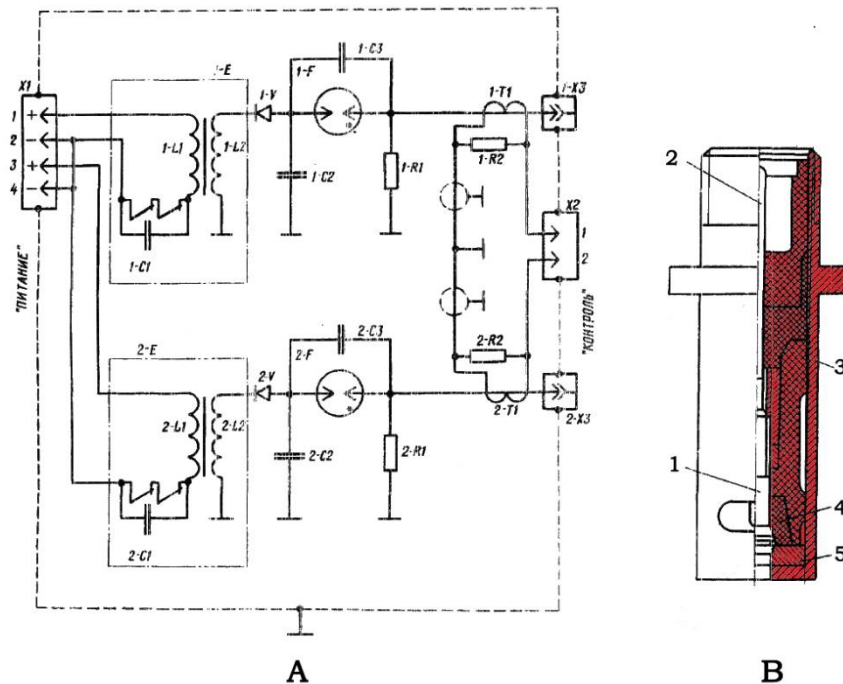 X1
1
2
3
4
"ПИТАНИЕ"
1-E
1-L1
1-L2
1-C1
1-V
1-F
1-C3
1-C2
1-R1
1-T1
1-R2
1-X3
X2
1
2
"КОНТРОЛЬ"
2-E
2-L1
2-L2
2-C1
2-V
2-F
2-C3
2-C2
2-R1
2-R2
2-T1
2-X3
А
2
3
1
4
5
В